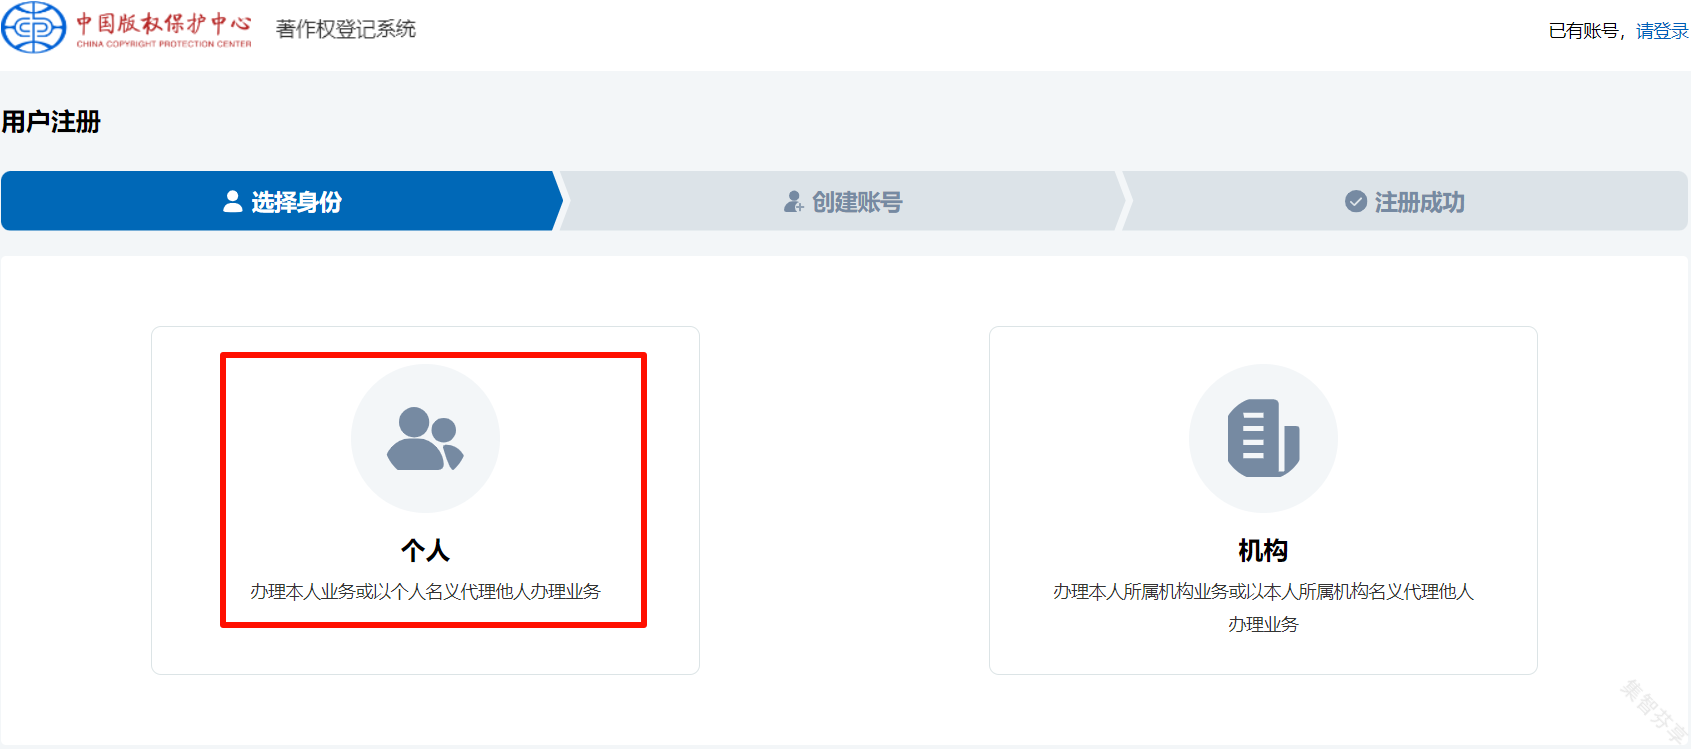 中国版权保护中心
CHINA COPYRIGHT PROTECTION CENTER
著作权登记系统
已有账号，请登录
用户注册
选择身份
创建账号
注册成功
个人
办理本人业务或以个人名义代理他人办理业务
机构
办理本人所属机构业务或以本人所属机构名义代理他人
办理业务
集智芬享